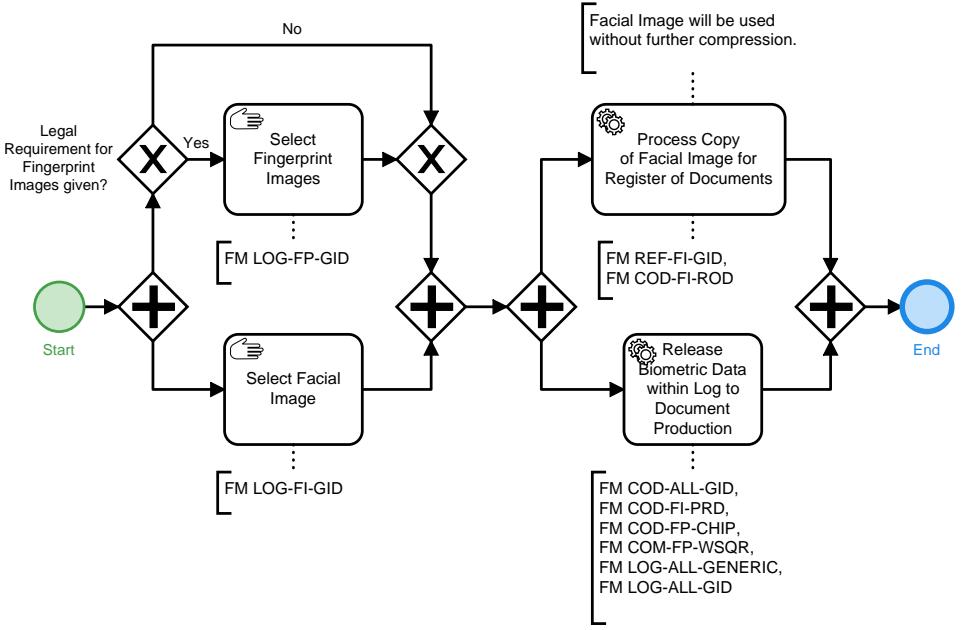 No
Facial Image will be used
without further compression.
Legal
Requirement for
Fingerprint
Images given?
X
Yes
Select
Fingerprint
Images
X
Process Copy
of Facial Image for
Register of Documents
FM LOG-FP-GID
FM REF-FI-GID,
FM COD-FI-ROD
Start
Select Facial
Image
Release
Biometric Data
within Log to
Document
Production
End
FM LOG-FI-GID
FM COD-ALL-GID,
FM COD-FI-PRD,
FM COD-FP-CHIP,
FM COM-FP-WSQR,
FM LOG-ALL-GENERIC,
FM LOG-ALL-GID